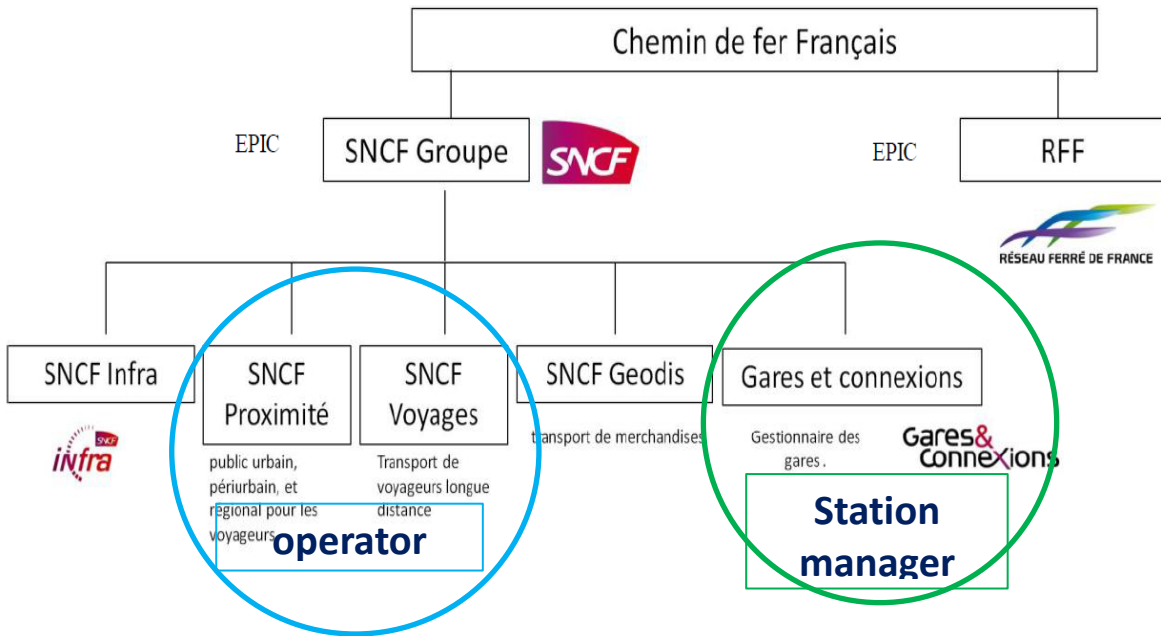 Chemin de fer Français
EPIC
SNCF Groupe
SNCF
EPIC
RFF
RÉSEAU FERRÉ DE FRANCE
SNCF Infra
SNCF
Proximité
SNCF
Voyages
SNCF Geodis
Gares et connexions
SNCF
infra
public urbain,
périurbain, et
régional pour les
voyageurs
Transport de
voyageurs longue
distance
transport de merchandises
Gestionnaire des
gares .
Gares&
Connexions
operator
Station
manager